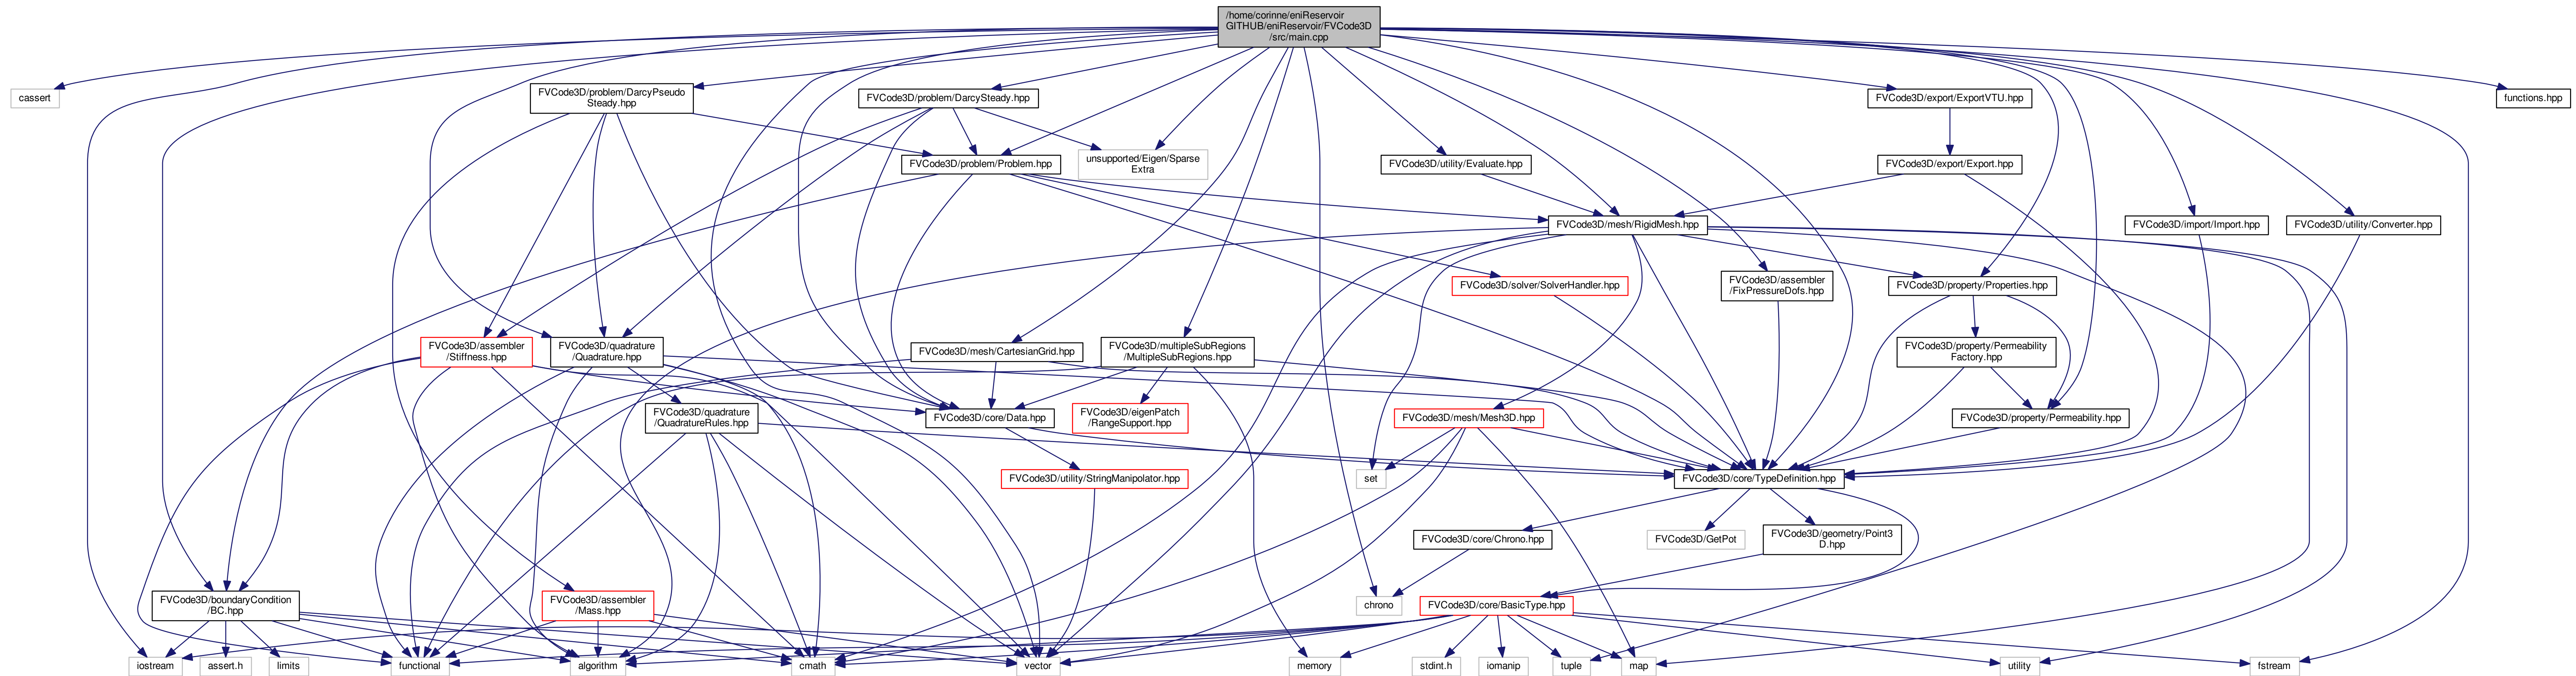 /home/corinne/eniReservoir
GITHUB/eniReservoir/FVCode3D
/src/main.cpp
cassert
FVCode3D/problem/DarcyPseudo
Steady.hpp
FVCode3D/problem/DarcySteady.hpp
FVCode3D/export/ExportVTU.hpp
functions.hpp
FVCode3D/problem/Problem.hpp
unsupported/Eigen/Sparse
Extra
FVCode3D/utility/Evaluate.hpp
FVCode3D/export/Export.hpp
FVCode3D/mesh/RigidMesh.hpp
FVCode3D/import/Import.hpp
FVCode3D/utility/Converter.hpp
FVCode3D/solver/SolverHandler.hpp
FVCode3D/assembler
/FixPressureDofs.hpp
FVCode3D/property/Properties.hpp
FVCode3D/assembler
/Stiffness.hpp
FVCode3D/quadrature
/Quadrature.hpp
FVCode3D/mesh/CartesianGrid.hpp
FVCode3D/multipleSubRegions
/MultipleSubRegions.hpp
FVCode3D/property/Permeability
Factory.hpp
FVCode3D/quadrature
/QuadratureRules.hpp
FVCode3D/core/Data.hpp
FVCode3D/eigenPatch
/RangeSupport.hpp
FVCode3D/mesh/Mesh3D.hpp
FVCode3D/property/Permeability.hpp
FVCode3D/utility/StringManipolator.hpp
set
FVCode3D/core/TypeDefinition.hpp
FVCode3D/core/Chrono.hpp
FVCode3D/GetPot
FVCode3D/geometry/Point3
D.hpp
FVCode3D/boundaryCondition
/BC.hpp
FVCode3D/assembler
/Mass.hpp
chrono
FVCode3D/core/BasicType.hpp
iostream
assert.h
limits
functional
algorithm
cmath
vector
memory
stdint.h
iomanip
tuple
map
utility
fstream